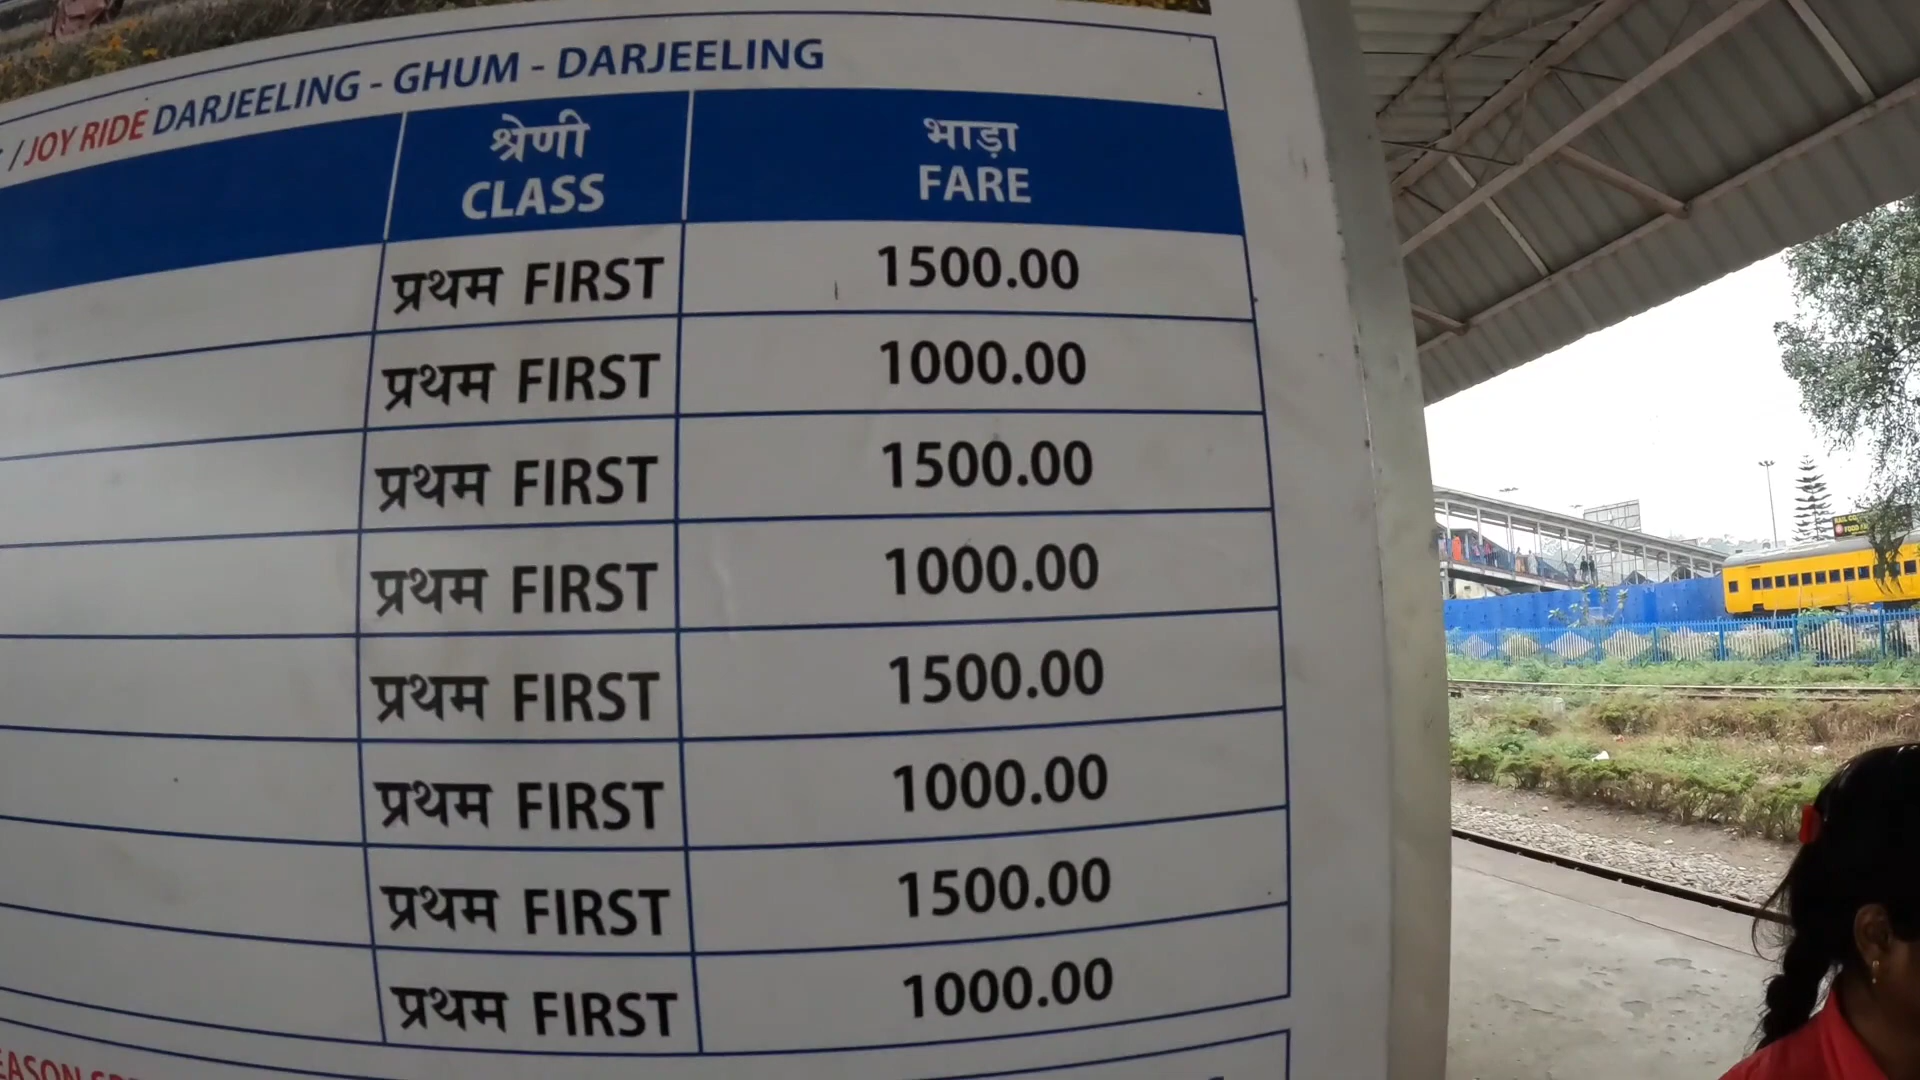 / JOY RIDE DARJEELING - GHUM - DARJEELING
श्रेणी
CLASS
भाड़ा
FARE
प्रथम FIRST 1500.00
प्रथम FIRST 1000.00
प्रथम FIRST 1500.00
प्रथम FIRST 1000.00
प्रथम FIRST 1500.00
प्रथम FIRST 1000.00
प्रथम FIRST 1500.00
प्रथम FIRST 1000.00
RAIL
FOOD